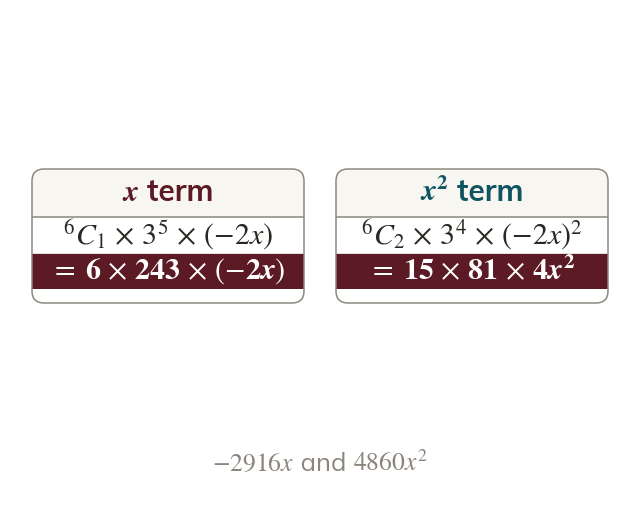 x term
⁶C₁ × 3⁵ × (−2x)
= 6 × 243 × (−2x)
x² term
⁶C₂ × 3⁴ × (−2x)²
= 15 × 81 × 4x²
−2916x and 4860x²